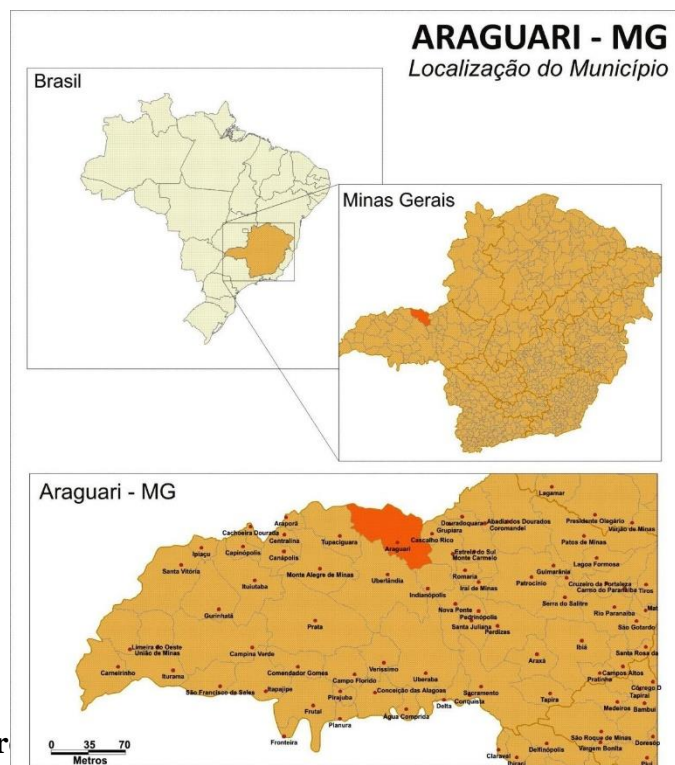 ARAGUARI - MG
Localização do Município
Brasil
Minas Gerais
Araguari - MG
Lagamar
Araporã
Cachoeira Dourada
Centralina
Tupaciguara
Araguari
Cascalho Rico
Grupiara
Douradoquara
Abadia dos Dourados
Coromandel
Presidente Olegário
Varjão de Minas
Patos de Minas
Ipiaçu
Capinópolis
Canápolis
Estrela do Sul
Monte Carmelo
Lagoa Formosa
Santa Vitória
Monte Alegre de Minas
Uberlândia
Romaria
Guimarânia
Ituiutaba
Indianópolis
Iraí de Minas
Patrocínio
Cruzeiro da Fortaleza
Carmo do Paranaíba
Tiros
Serra do Salitre
Gurinhatã
Prata
Nova Ponte
Pedrinópolis
Rio Paranaíba
Mat
Santa Juliana
Perdizes
São Gotardo
Limeira do Oeste
União de Minas
Campina Verde
Veríssimo
Araxá
Ibiá
Santa Rosa da
Carneirinho
Iturama
Comendador Gomes
Campo Florido
Uberaba
Campos Altos
Pratinha
São Francisco de Sales
Itapajipe
Pirajuba
Conceição das Alagoas
Sacramento
Conquista
Tapira
Córrego D
Tapiraí
Frutal
Planura
Água Comprida
Delta
Medeiros
Bambuí
Fronteira
São Roque de Minas
Vargem Bonita
Doresóp
Claraval
Delfinópolis
0 35 70
Metros